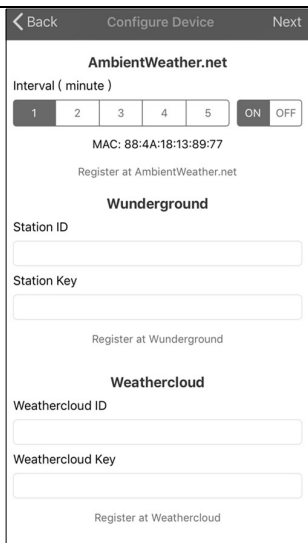 Back Configure Device Next
AmbientWeather.net
Interval ( minute )
1 2 3 4 5 ON OFF
MAC: 88:4A:18:13:89:77
Register at AmbientWeather.net
Wunderground
Station ID
Station Key
Register at Wunderground
Weathercloud
Weathercloud ID
Weathercloud Key
Register at Weathercloud